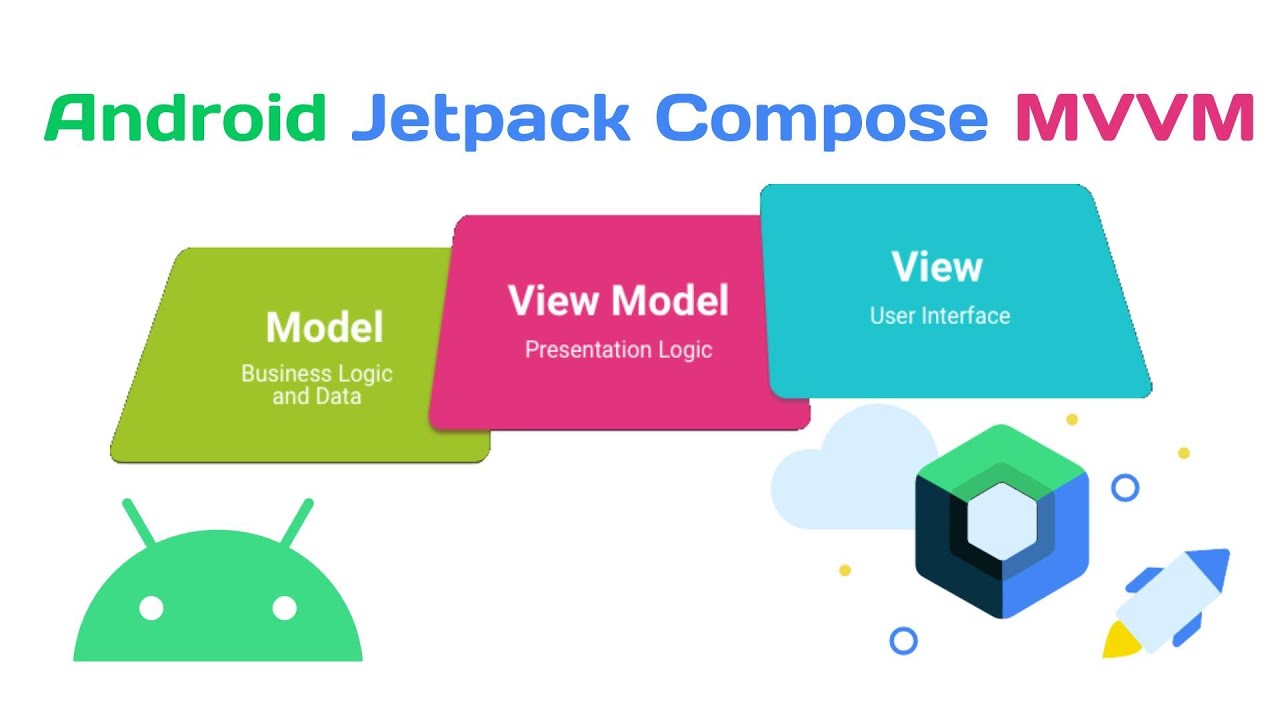 Android Jetpack Compose MVVM
Model
Business Logic
and Data
View Model
Presentation Logic
View
User Interface